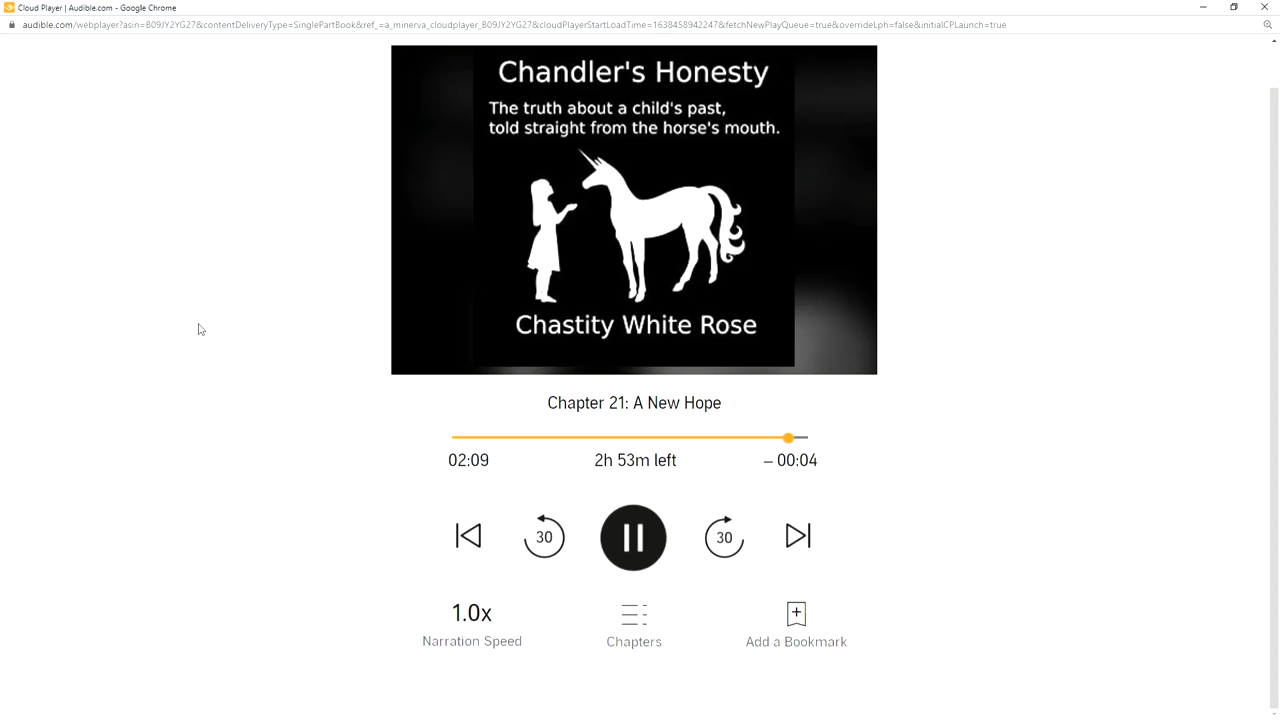 Cloud Player | Audible.com - Google Chrome
audible.com/webplayer?asin=B09JY2YG27&contentDeliveryType=SinglePartBook&ref_=a_minerva_cloudplayer_B09JY2YG27&cloudPlayerStartLoadTime=1638458942247&fetchNewPlayQueue=true&overrideLph=false&initialCPLaunch=true
Chandler's Honesty
The truth about a child's past,
told straight from the horse's mouth.
Chastity White Rose
Chapter 21: A New Hope
02:09 2h 53m left – 00:04
30 30
1.0x
Narration Speed Chapters Add a Bookmark